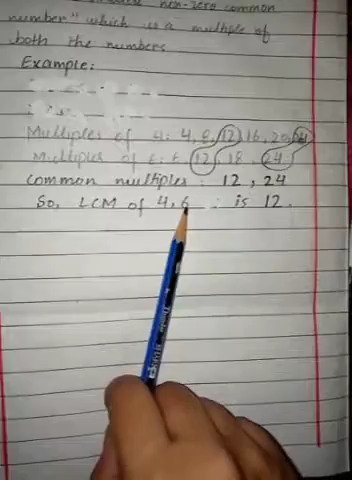 non-zero common
number" which is a multiple of
both the numbers
Example:
Multiples of 4: 4, 8, 12, 16, 20, 24
Multiples of 6: 6, 12, 18, 24
Common multiples: 12, 24
So, LCM of 4,6 : is 12.